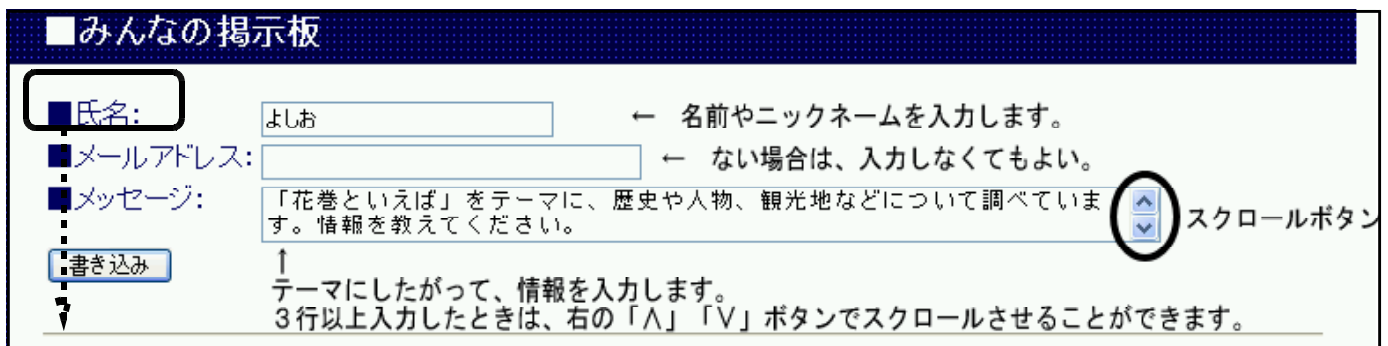 ■みんなの掲示板
■氏名: よしお ← 名前やニックネームを入力します。
■メールアドレス: ← ない場合は、入力しなくてもよい。
■メッセージ: 「花巻といえば」をテーマに、歴史や人物、観光地などについて調べていま
す。情報を教えてください。
スクロールボタン
書き込み
↑
テーマにしたがって、情報を入力します。
3行以上入力したときは、右の「∧」「∨」ボタンでスクロールさせることができます。